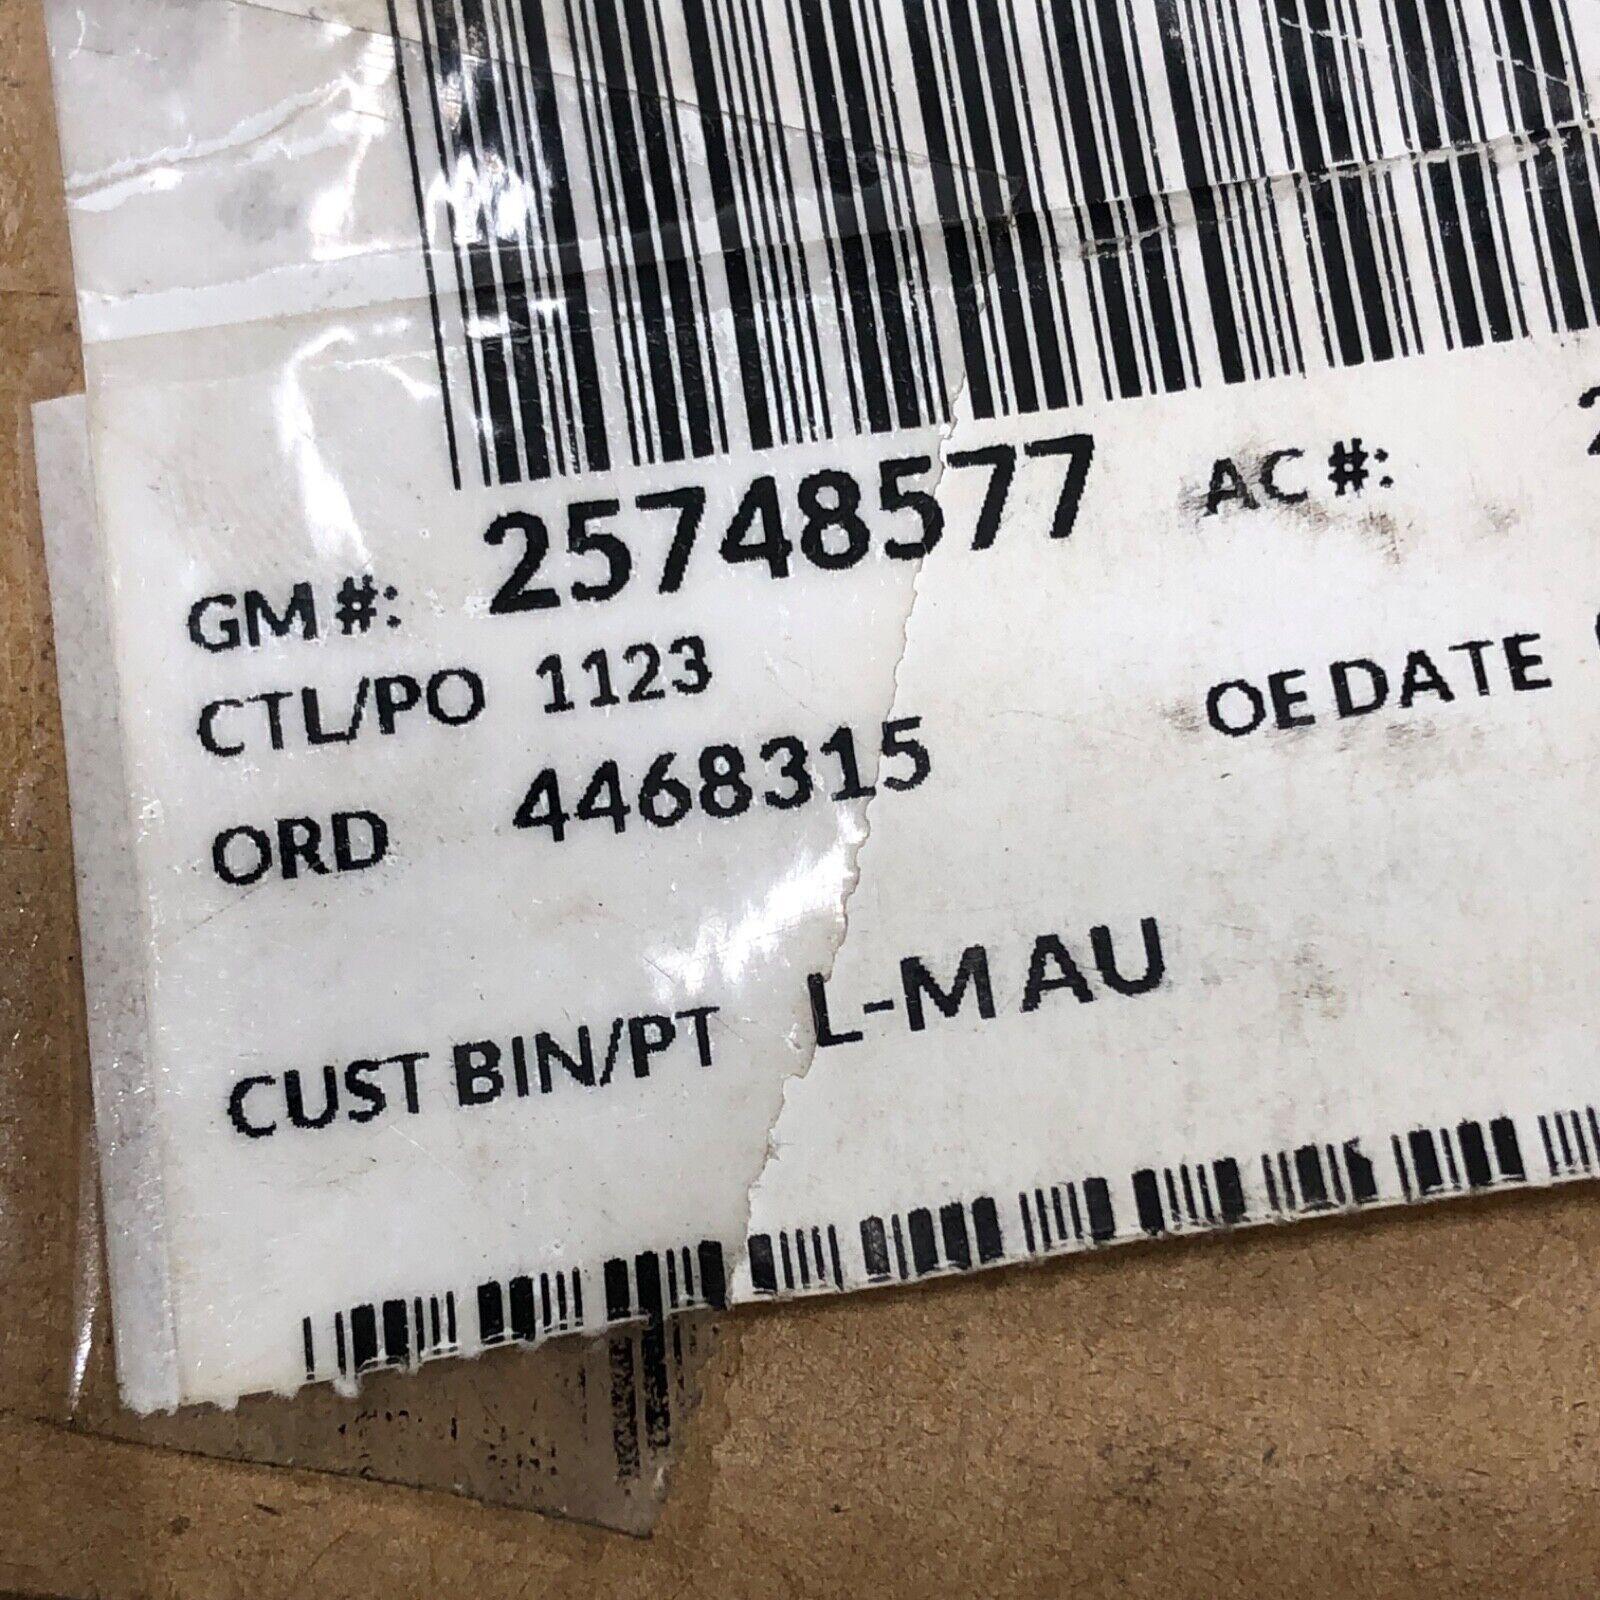 GM #: 25748577 AC #:
CTL/PO 1123 OE DATE
ORD 4468315
CUST BIN/PT L-M AU